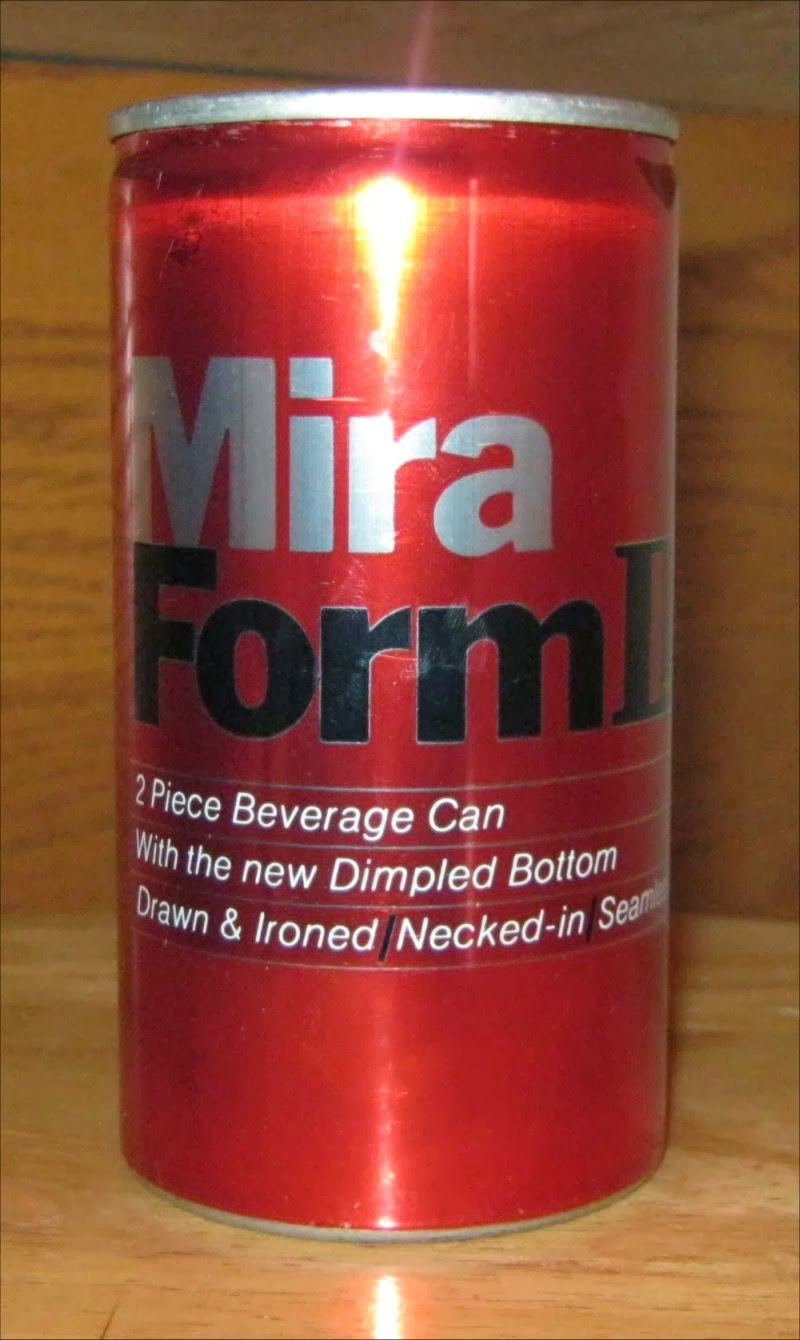 Mira
Form
2 Piece Beverage Can
With the new Dimpled Bottom
Drawn & Ironed/Necked-in/